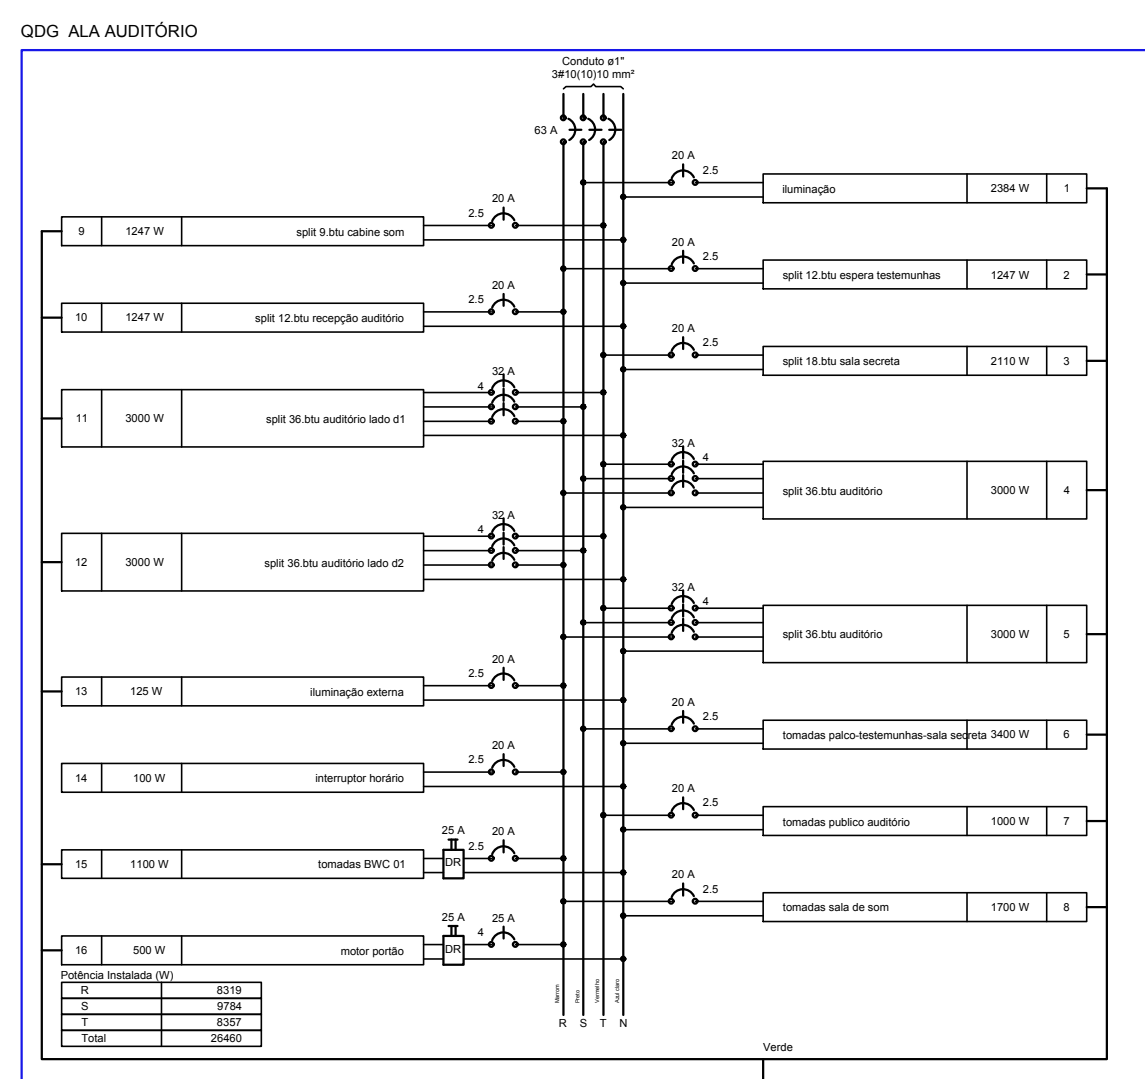 QDG ALA AUDITÓRIO
Conduto ø1"
3#10(10)10 mm²
63 A
20 A
2.5
iluminação 2384 W 1
20 A
2.5
9 1247 W split 9.btu cabine som
20 A
2.5
split 12.btu espera testemunhas 1247 W 2
20 A
2.5
10 1247 W split 12.btu recepção auditório
20 A
2.5
split 18.btu sala secreta 2110 W 3
32 A
4
11 3000 W split 36.btu auditório lado d1
32 A
4
split 36.btu auditório 3000 W 4
32 A
4
12 3000 W split 36.btu auditório lado d2
32 A
4
split 36.btu auditório 3000 W 5
20 A
2.5
13 125 W iluminação externa
20 A
2.5
tomadas palco-testemunhas-sala secreta 3400 W 6
20 A
2.5
14 100 W interruptor horário
20 A
2.5
tomadas publico auditório 1000 W 7
25 A 20 A
2.5
15 1100 W tomadas BWC 01 DR
20 A
2.5
tomadas sala de som 1700 W 8
25 A 25 A
4
16 500 W motor portão DR
Potência Instalada (W)
R 8319
S 9784
T 8357
Total 26460
Marrom
Preto
Vermelho
Azul claro
R S T N
Verde